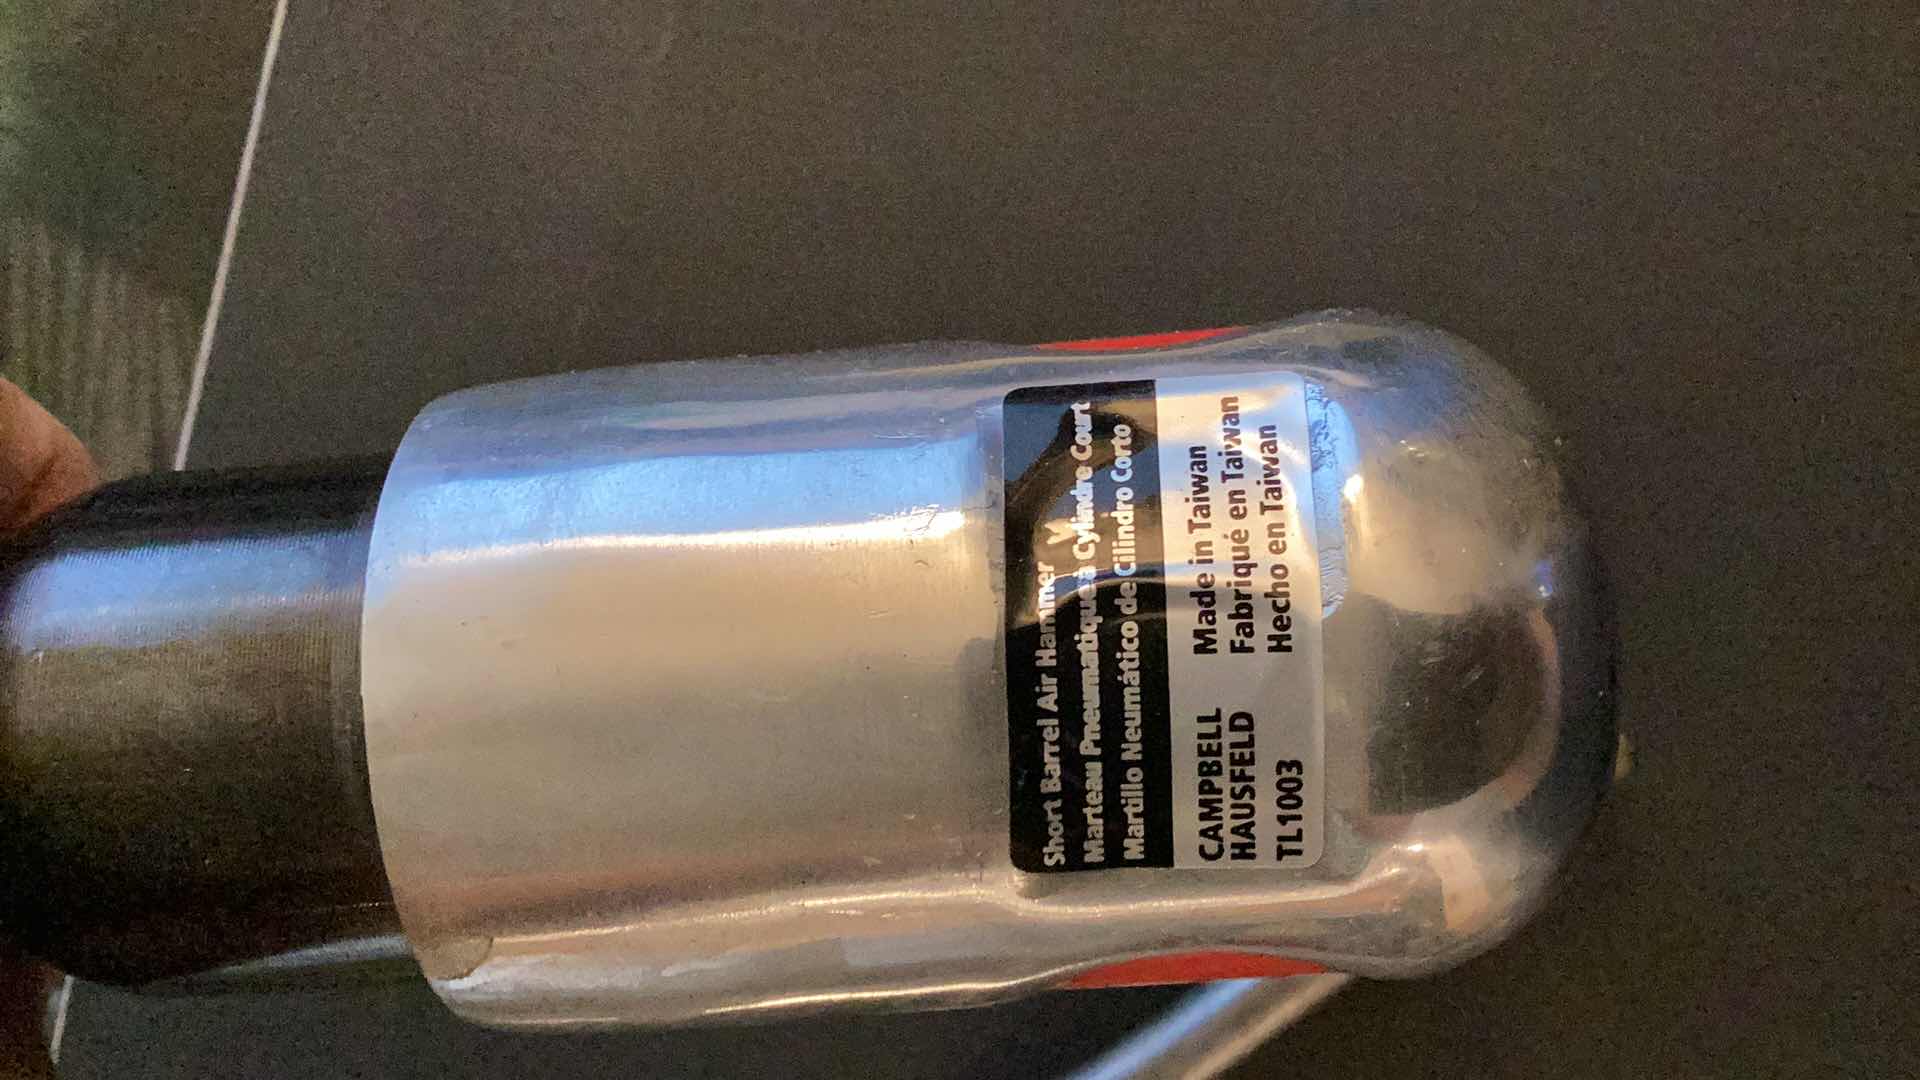 Short Barrel Air Hammer
Marteau Pneumatique à Cylindre Court
Martillo Neumático de Cilindro Corto
CAMPBELL
HAUSFELD
TL1003
Made in Taiwan
Fabriqué en Taiwan
Hecho en Taiwan